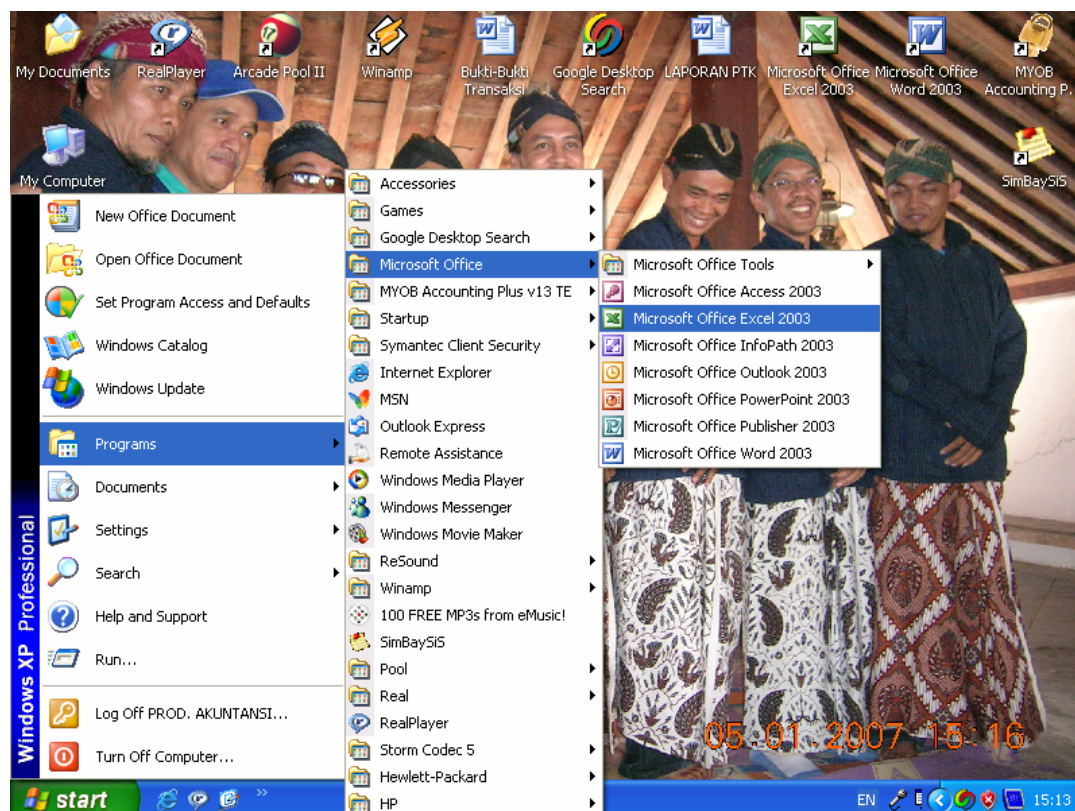 My Documents
RealPlayer
Arcade Pool II
Winamp
Bukti-Bukti
Transaksi
Google Desktop
Search
LAPORAN PTK
Microsoft Office
Excel 2003
Microsoft Office
Word 2003
MYOB
Accounting P.
My Computer
SimBaySiS
New Office Document
Open Office Document
Set Program Access and Defaults
Windows Catalog
Windows Update
Programs
Documents
Settings
Search
Help and Support
Run...
Log Off PROD. AKUNTANSI...
Turn Off Computer...
Windows XP Professional
Accessories
Games
Google Desktop Search
Microsoft Office
MYOB Accounting Plus v13 TE
Startup
Symantec Client Security
Internet Explorer
MSN
Outlook Express
Remote Assistance
Windows Media Player
Windows Messenger
Windows Movie Maker
ReSound
Winamp
100 FREE MP3s from eMusic!
SimBaySiS
Pool
Real
RealPlayer
Storm Codec 5
Hewlett-Packard
HP
Microsoft Office Tools
Microsoft Office Access 2003
Microsoft Office Excel 2003
Microsoft Office InfoPath 2003
Microsoft Office Outlook 2003
Microsoft Office PowerPoint 2003
Microsoft Office Publisher 2003
Microsoft Office Word 2003
05.01.2007 15:16
start
EN
15:13